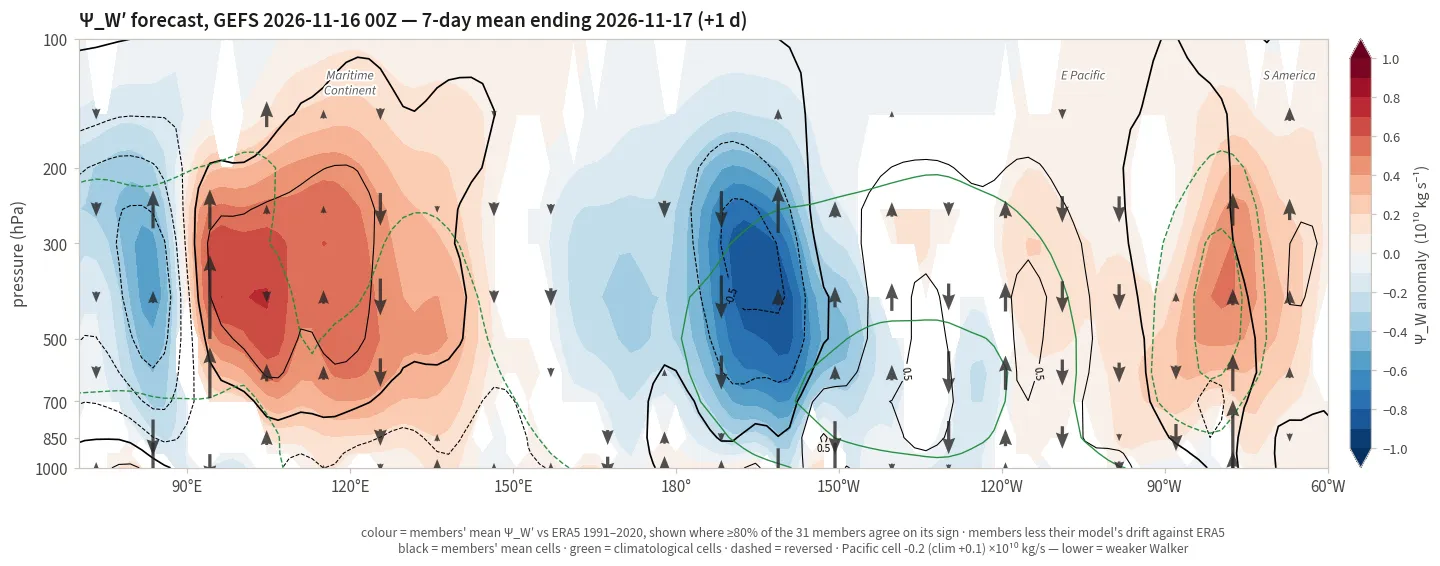 Ψ_W′ forecast, GEFS 2026-11-16 00Z — 7-day mean ending 2026-11-17 (+1 d)
100
200
300
400
500
700
850
1000
pressure (hPa)
Maritime
Continent
E Pacific
S America
-0.5
0.5
0.5
0.5
90°E
120°E
150°E
180°
150°W
120°W
90°W
60°W
1.0
0.8
0.6
0.4
0.2
0.0
−0.2
−0.4
−0.6
−0.8
−1.0
Ψ_W anomaly (10¹⁰ kg s⁻¹)
colour = members' mean Ψ_W′ vs ERA5 1991–2020, shown where ≥80% of the 31 members agree on its sign · members less their model's drift against ERA5
black = members' mean cells · green = climatological cells · dashed = reversed · Pacific cell -0.2 (clim +0.1) ×10¹⁰ kg/s — lower = weaker Walker